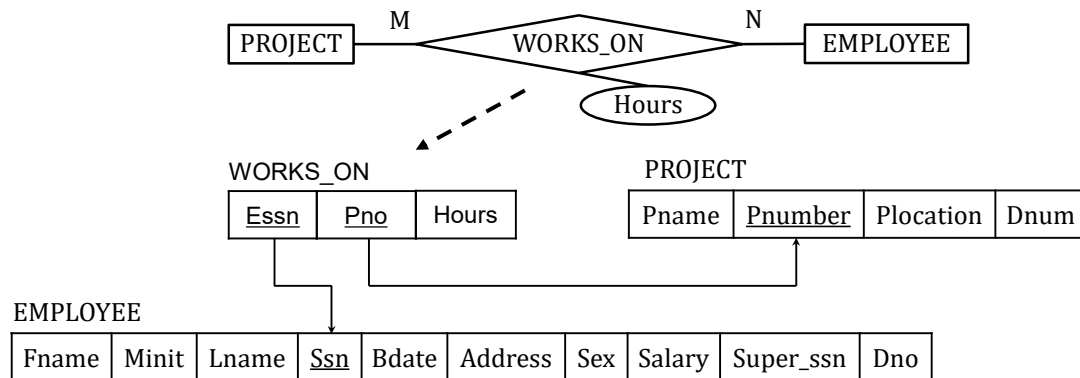 M N
PROJECT WORKS_ON EMPLOYEE
Hours
WORKS_ON
Essn Pno Hours
PROJECT
Pname Pnumber Plocation Dnum
EMPLOYEE
Fname Minit Lname Ssn Bdate Address Sex Salary Super_ssn Dno